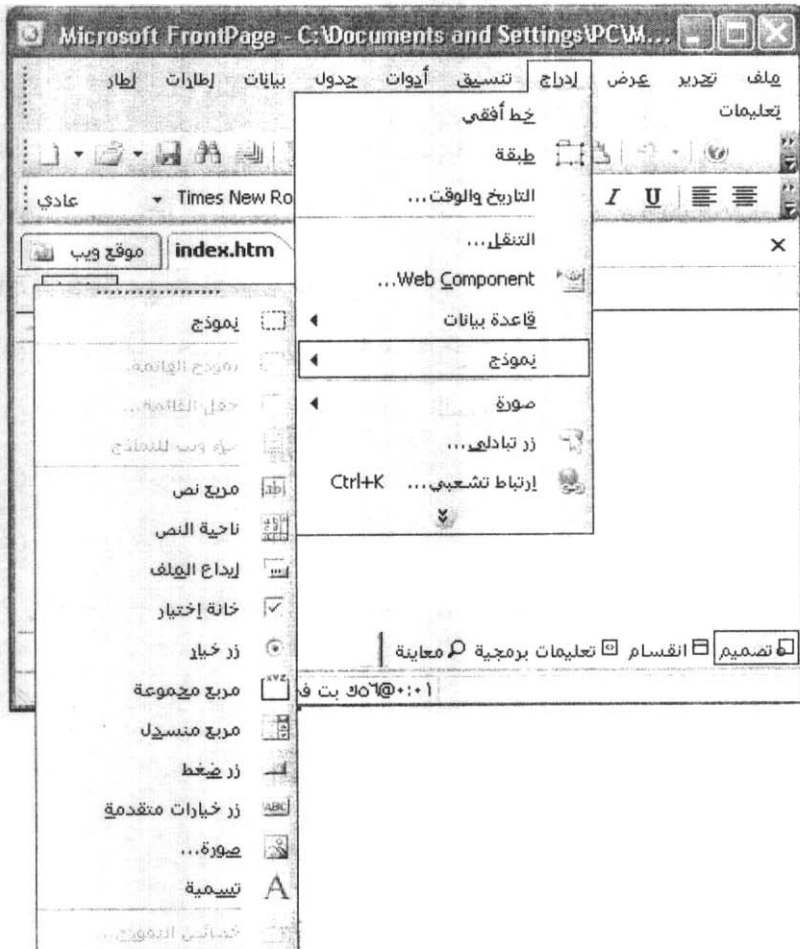 Microsoft FrontPage - C:\Documents and Settings\PC\M...
ملف تحرير عرض إدراج تنسيق أدوات جدول بيانات إطارات إطار
تعليمات
عادي Times New Ro I U
موقع ويب index.htm
خط أفقي
طبقة
التاريخ والوقت...
التنقل...
Web Component...
قاعدة بيانات
نموذج
صورة
زر تبادلي...
إرتباط تشعبي... Ctrl+K
نموذج
مربع نص
ناحية النص
إيداع الملف
خانة إختيار
زر خيار
مربع مجموعة
مربع منسدل
زر ضغط
زر خيارات متقدمة
صورة...
تسمية
تصميم انقسام تعليمات برمجية معاينة